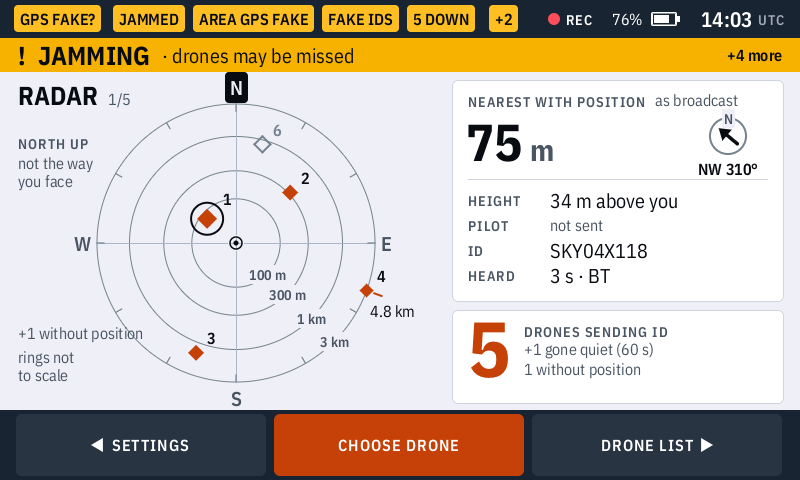 GPS FAKE? JAMMED AREA GPS FAKE FAKE IDS 5 DOWN +2 REC 76% 14:03 UTC
! JAMMING · drones may be missed +4 more
RADAR 1/5
N
NORTH UP
not the way
you face
6
2
1
W
E
100 m
300 m
1 km
3 km
4
4.8 km
3
+1 without position
rings not
to scale
S
NEAREST WITH POSITION as broadcast
75 m
N
NW 310°
HEIGHT 34 m above you
PILOT not sent
ID SKY04X118
HEARD 3 s · BT
5
DRONES SENDING ID
+1 gone quiet (60 s)
1 without position
◀ SETTINGS
CHOOSE DRONE
DRONE LIST ▶